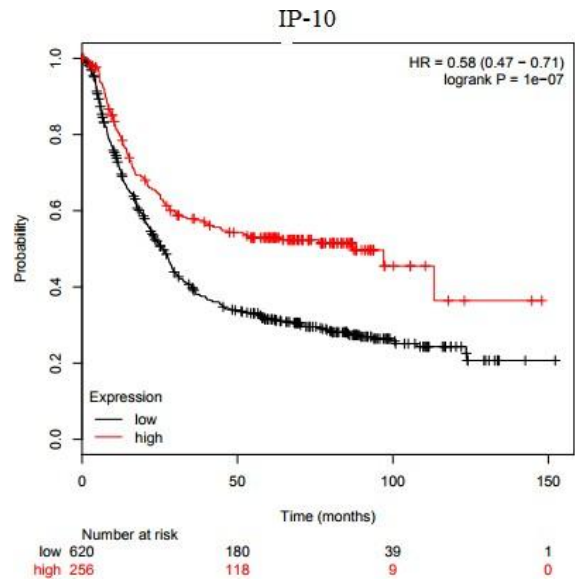 IP-10
HR = 0.58 (0.47 − 0.71)
logrank P = 1e−07
1.0
0.8
0.6
0.4
0.2
0.0
Probability
Expression
low
high
0 50 100 150
Time (months)
Number at risk
low 620 180 39 1
high 256 118 9 0